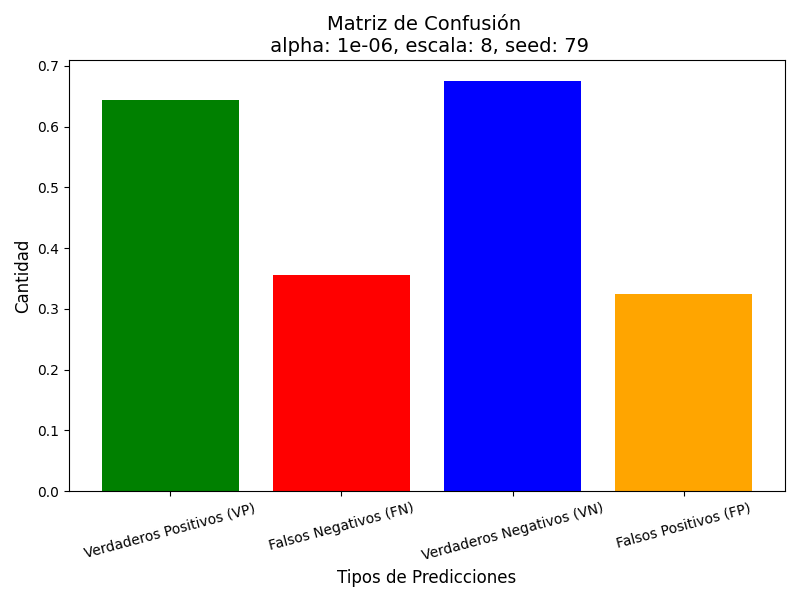 Matriz de Confusión
alpha: 1e-06, escala: 8, seed: 79
Cantidad
0.7
0.6
0.5
0.4
0.3
0.2
0.1
0.0
Verdaderos Positivos (VP)
Falsos Negativos (FN)
Verdaderos Negativos (VN)
Falsos Positivos (FP)
Tipos de Predicciones